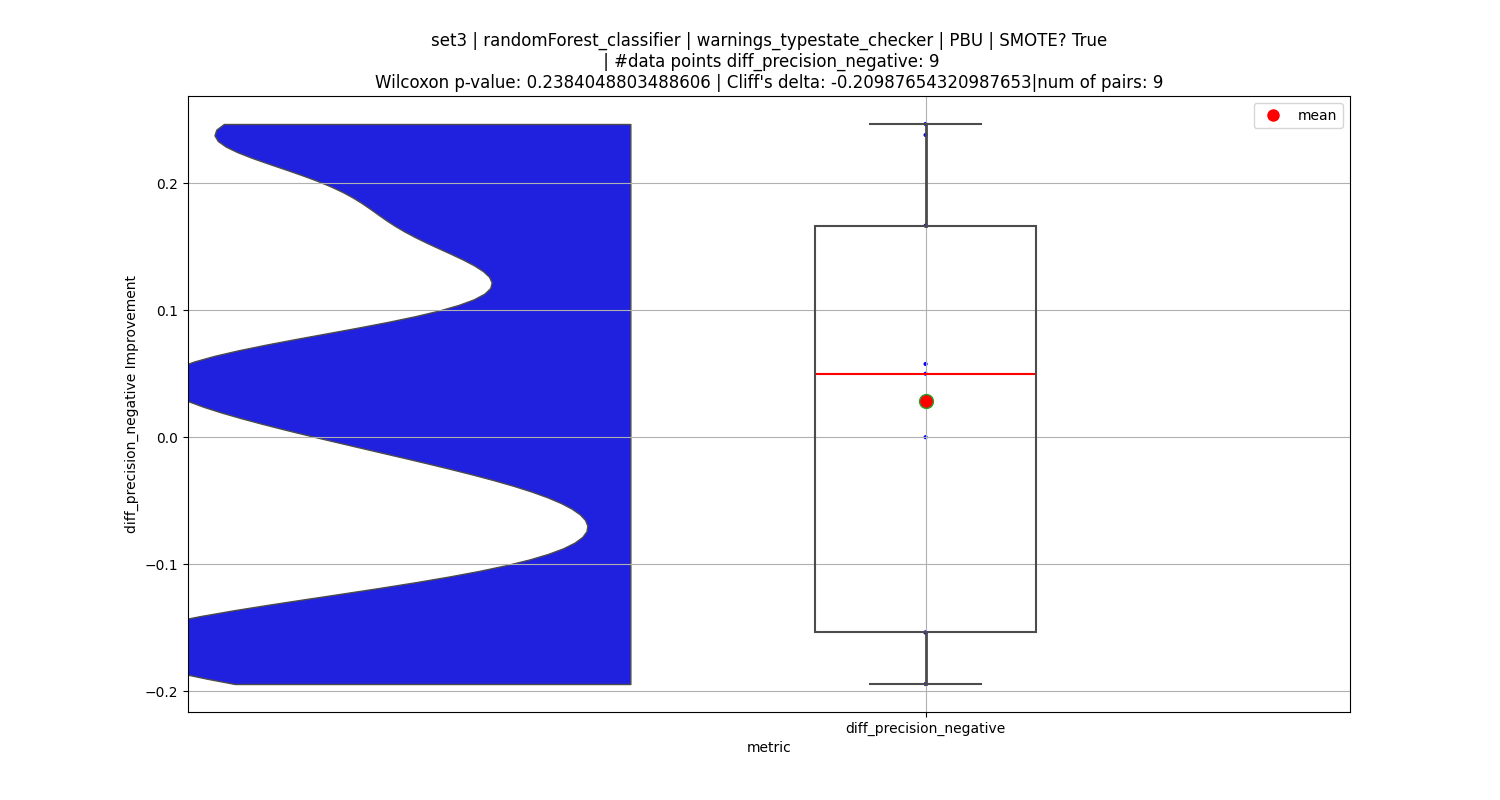 set3 | randomForest_classifier | warnings_typestate_checker | PBU | SMOTE? True
| #data points diff_precision_negative: 9
Wilcoxon p-value: 0.2384048803488606 | Cliff's delta: -0.20987654320987653|num of pairs: 9
mean
0.2
0.1
0.0
−0.1
−0.2
diff_precision_negative Improvement
diff_precision_negative
metric